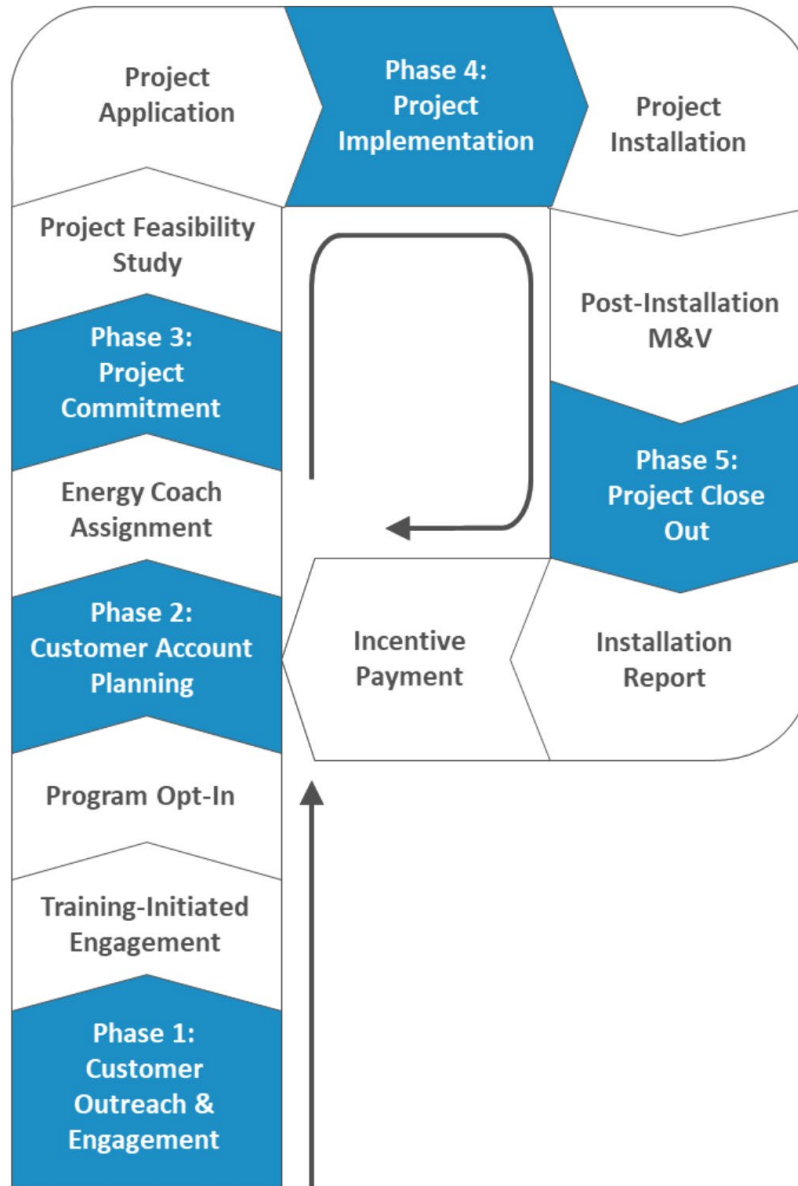 Project
Application
Phase 4:
Project
Implementation
Project
Installation
Project Feasibility
Study
Post-Installation
M&V
Phase 3:
Project
Commitment
Phase 5:
Project Close
Out
Energy Coach
Assignment
Phase 2:
Customer Account
Planning
Incentive
Payment
Installation
Report
Program Opt-In
Training-Initiated
Engagement
Phase 1:
Customer
Outreach &
Engagement